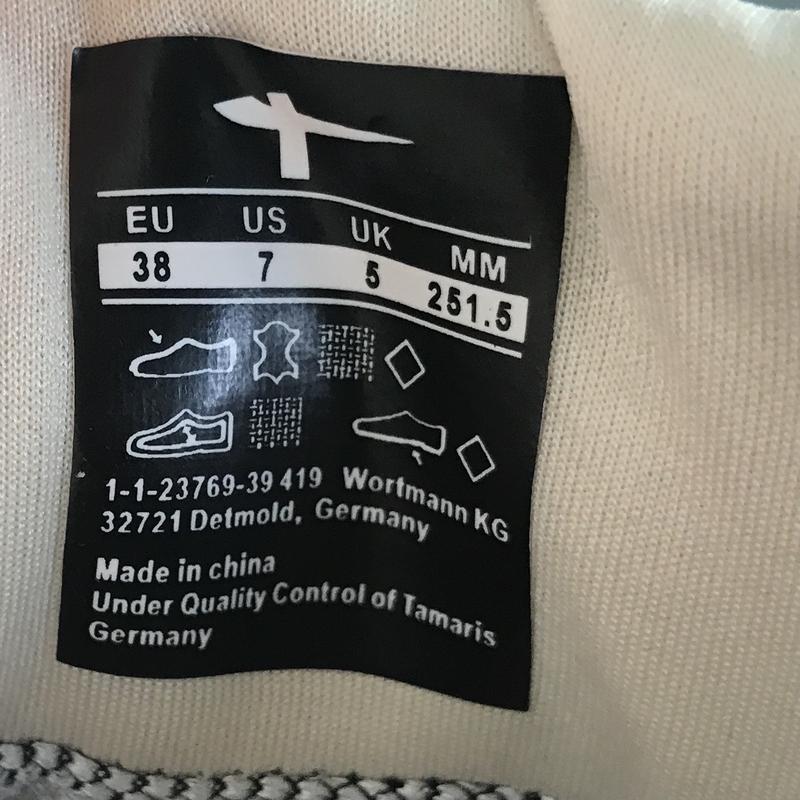 EU US UK MM
38 7 5 251.5
1-1-23769-39 419 Wortmann KG
32721 Detmold, Germany
Made in china
Under Quality Control of Tamaris
Germany